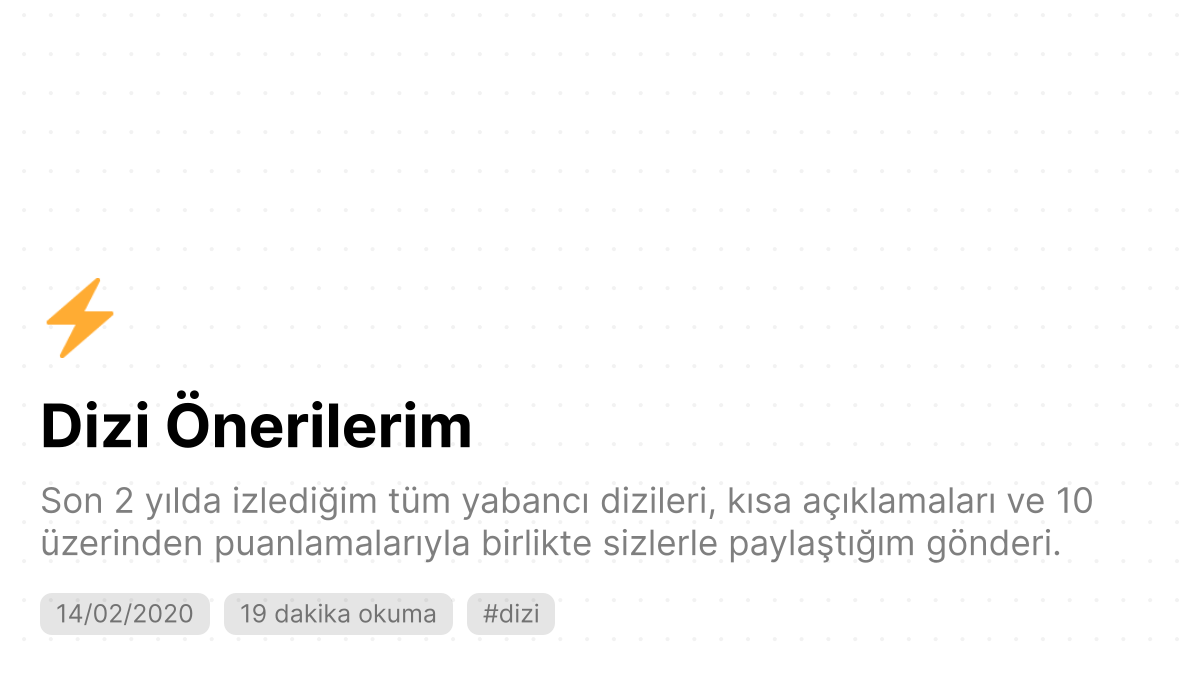 Dizi Önerilerim
Son 2 yılda izlediğim tüm yabancı dizileri, kısa açıklamaları ve 10
üzerinden puanlamalarıyla birlikte sizlerle paylaştığım gönderi.
14/02/2020 19 dakika okuma #dizi